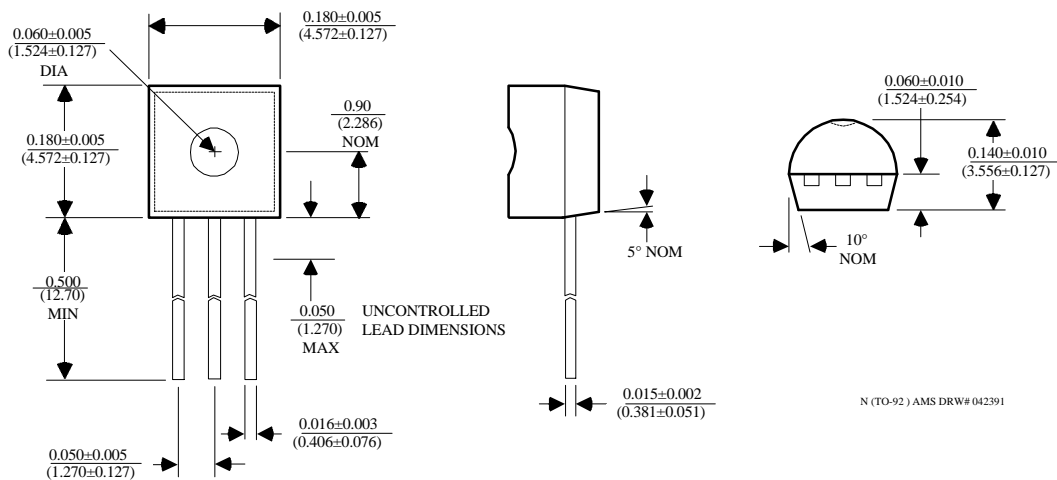 0.180±0.005
(4.572±0.127)
0.060±0.005
(1.524±0.127)
DIA
0.90
(2.286)
NOM
0.180±0.005
(4.572±0.127)
0.500
(12.70)
MIN
0.050
(1.270)
MAX
UNCONTROLLED
LEAD DIMENSIONS
0.016±0.003
(0.406±0.076)
0.050±0.005
(1.270±0.127)
5° NOM
0.015±0.002
(0.381±0.051)
0.060±0.010
(1.524±0.254)
0.140±0.010
(3.556±0.127)
10°
NOM
N (TO-92 ) AMS DRW# 042391